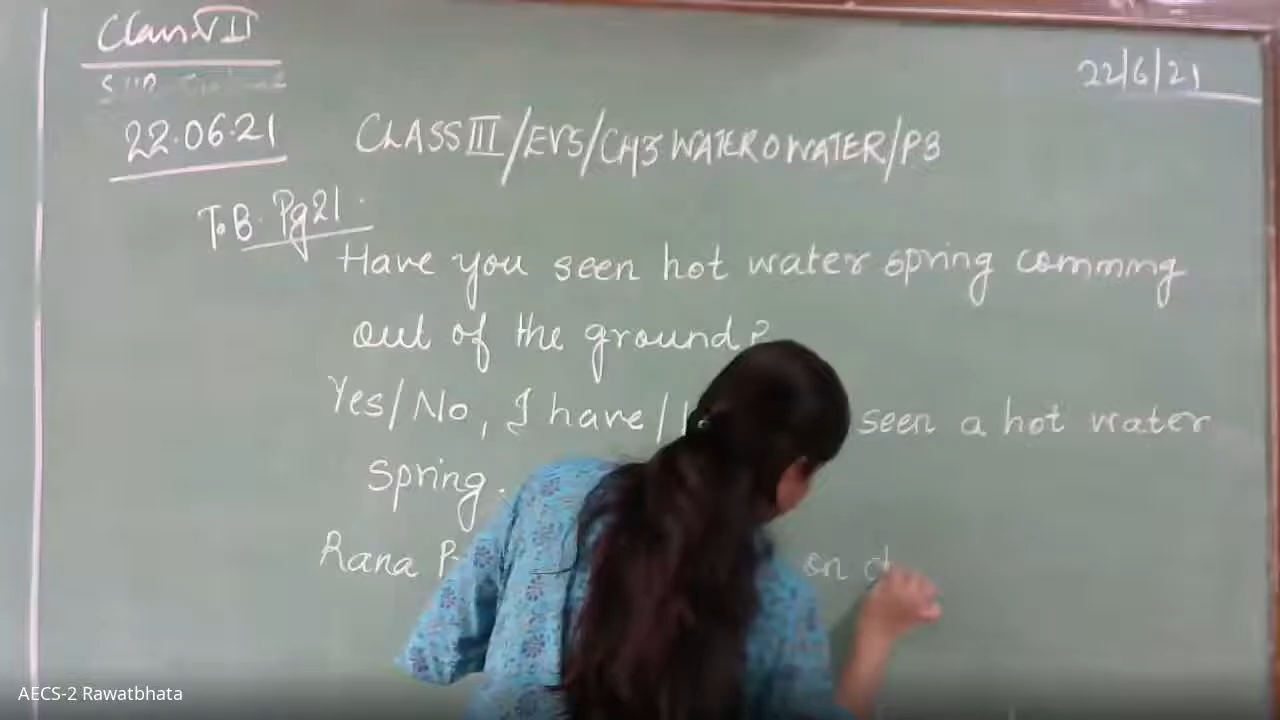 Class VII
22/6/21
22.06.21
CLASS III/EVS/CH3 WATER O WATER/P3
T.B. Pg 21.
Have you seen hot water spring comming
out of the ground?
Yes/No, I have/ seen a hot water
spring.
Rana on
AECS-2 Rawatbhata